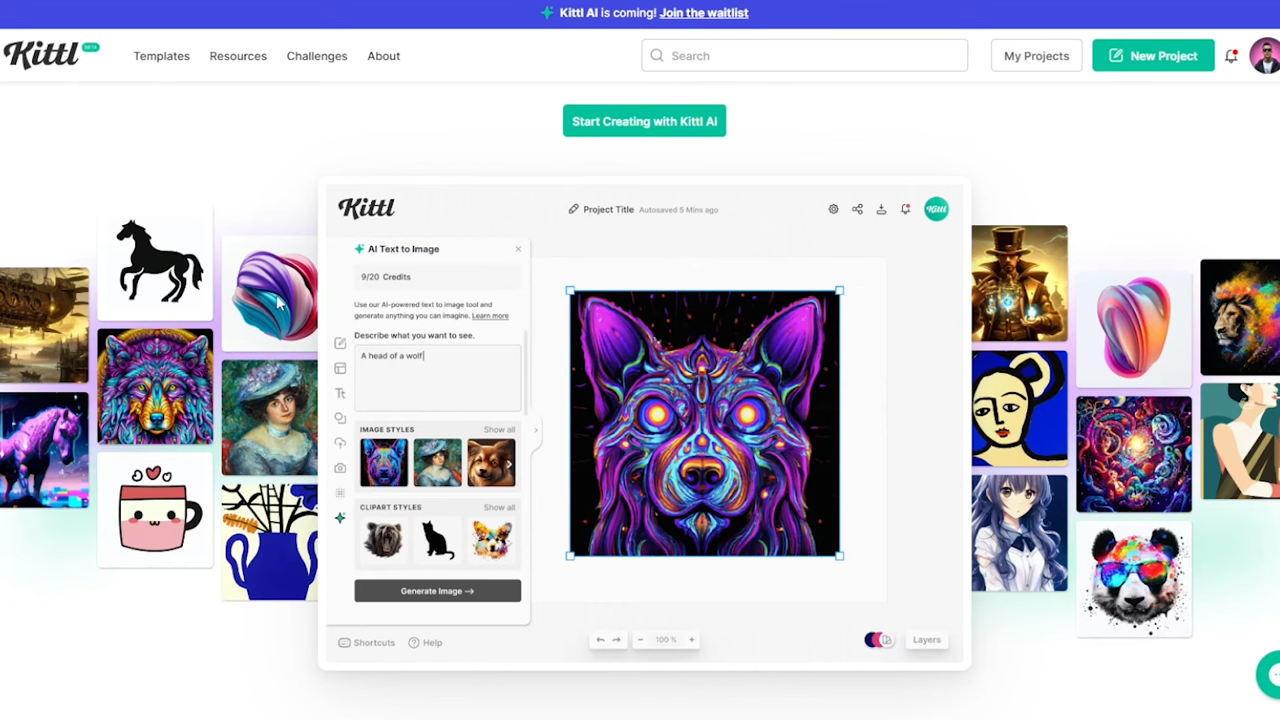 Kittl AI is coming! Join the waitlist
Kittl BETA
Templates Resources Challenges About
Search
My Projects
New Project
Start Creating with Kittl AI
Kittl
Project Title Autosaved 5 Mins ago
Kittl
AI Text to Image
9/20 Credits
Use our AI-powered text to image tool and
generate anything you can imagine. Learn more
Describe what you want to see.
A head of a wolf
Tt
IMAGE STYLES Show all
CLIPART STYLES Show all
Generate Image
Shortcuts Help
100 %
Layers